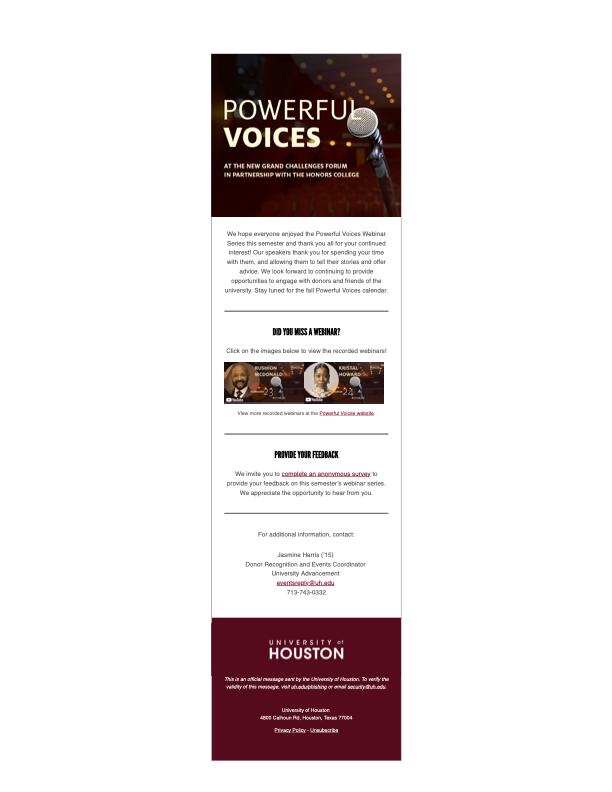 POWERFUL
VOICES
AT THE NEW GRAND CHALLENGES FORUM
IN PARTNERSHIP WITH THE HONORS COLLEGE
We hope everyone enjoyed the Powerful Voices Webinar
Series this semester and thank you all for your continued
interest! Our speakers thank you for spending your time
with them, and allowing them to tell their stories and offer
advice. We look forward to continuing to provide
opportunities to engage with donors and friends of the
university. Stay tuned for the fall Powerful Voices calendar.
DID YOU MISS A WEBINAR?
Click on the images below to view the recorded webinars!
RUSHION
MCDONALD
23
YouTube
KRISTAL
HOWARD
23
YouTube
View more recorded webinars at the Powerful Voices website.
PROVIDE YOUR FEEDBACK
We invite you to complete an anonymous survey to
provide your feedback on this semester's webinar series.
We appreciate the opportunity to hear from you.
For additional information, contact:
Jasmine Harris ('15)
Donor Recognition and Events Coordinator
University Advancement
eventsreply@uh.edu
713-743-0332
UNIVERSITY of
HOUSTON
This is an official message sent by the University of Houston. To verify the
validity of this message, visit uh.edu/phishing or email security@uh.edu.
University of Houston
4800 Calhoun Rd, Houston, Texas 77004
Privacy Policy - Unsubscribe